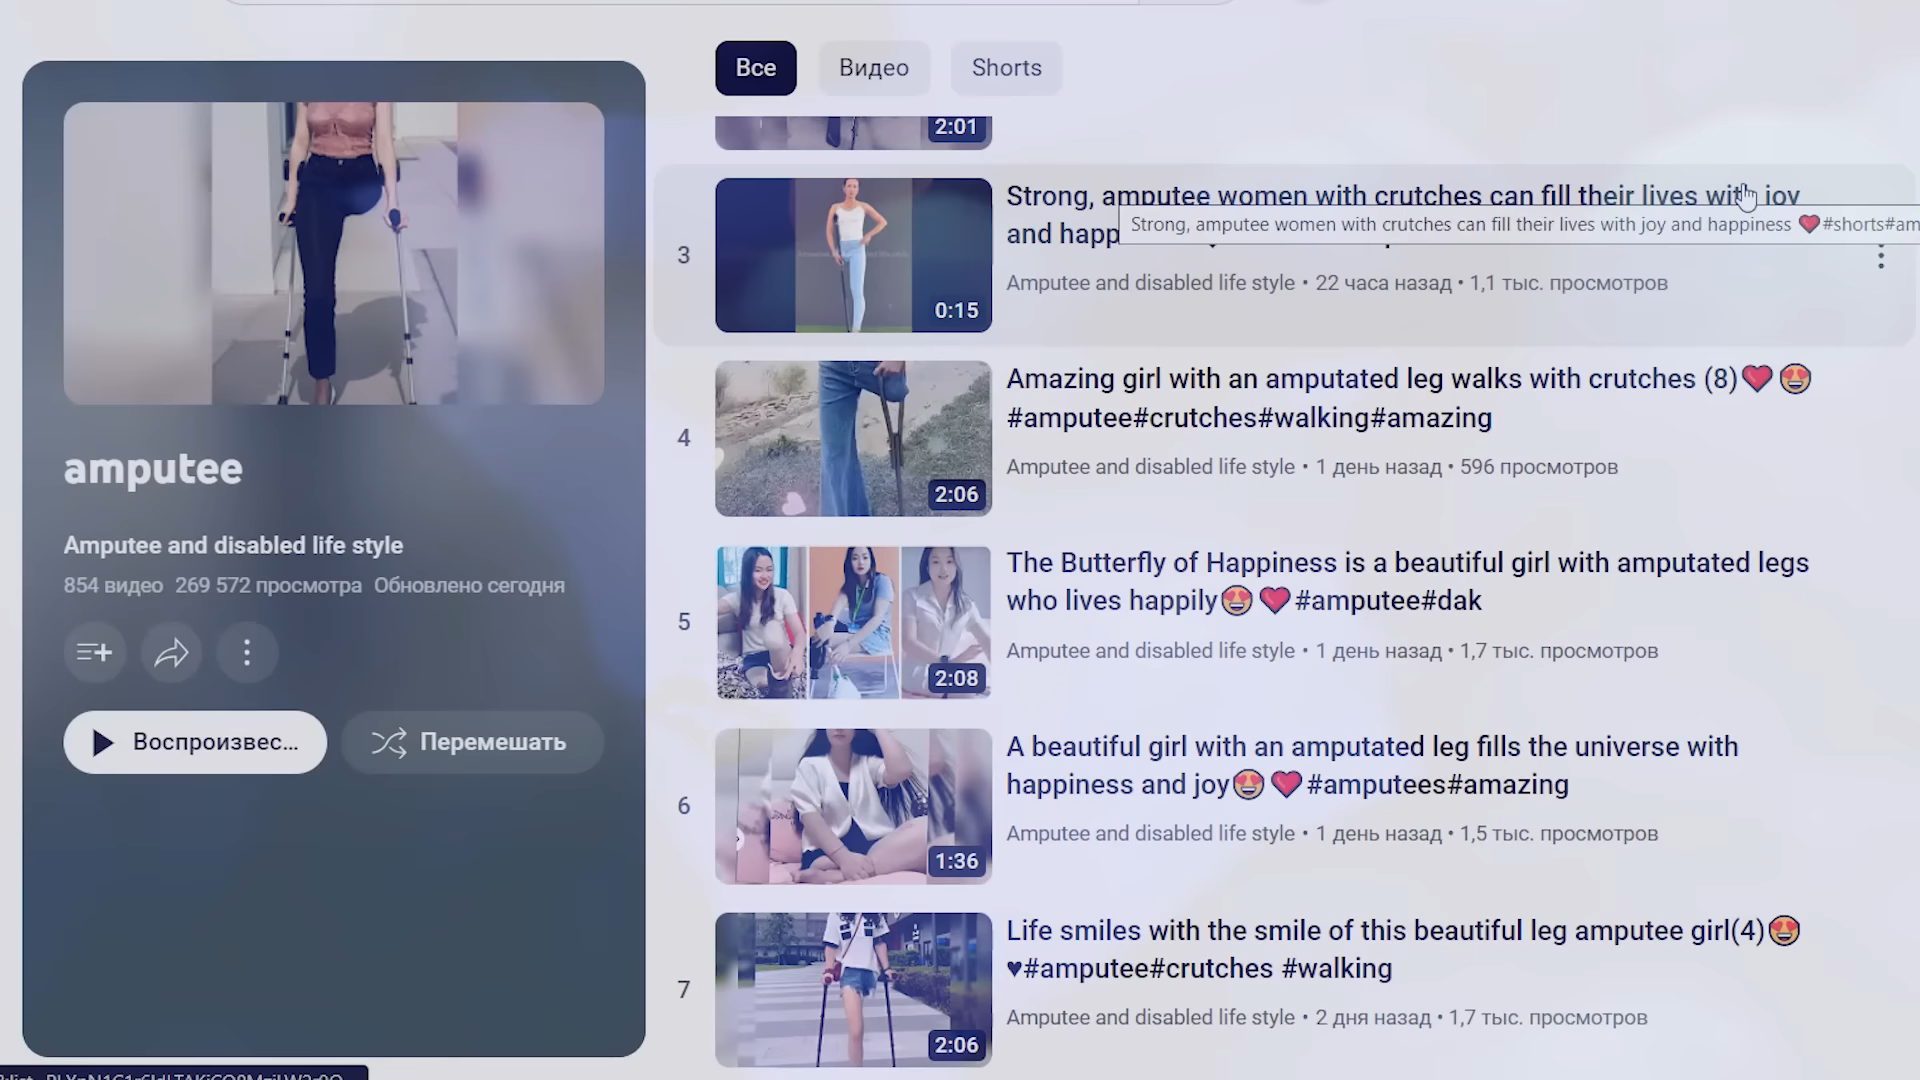 amputee
Amputee and disabled life style
854 видео 269 572 просмотра Обновлено сегодня
Воспроизвес...
Перемешать
Все
Видео
Shorts
2:01
3
0:15
Strong, amputee women with crutches can fill their lives with joy
and happ
Strong, amputee women with crutches can fill their lives with joy and happiness ❤️#shorts#am
Amputee and disabled life style • 22 часа назад • 1,1 тыс. просмотров
4
2:06
Amazing girl with an amputated leg walks with crutches (8)❤️😍
#amputee#crutches#walking#amazing
Amputee and disabled life style • 1 день назад • 596 просмотров
5
2:08
The Butterfly of Happiness is a beautiful girl with amputated legs
who lives happily😍❤️#amputee#dak
Amputee and disabled life style • 1 день назад • 1,7 тыс. просмотров
6
1:36
A beautiful girl with an amputated leg fills the universe with
happiness and joy😍❤️#amputees#amazing
Amputee and disabled life style • 1 день назад • 1,5 тыс. просмотров
7
2:06
Life smiles with the smile of this beautiful leg amputee girl(4)😍
♥#amputee#crutches #walking
Amputee and disabled life style • 2 дня назад • 1,7 тыс. просмотров